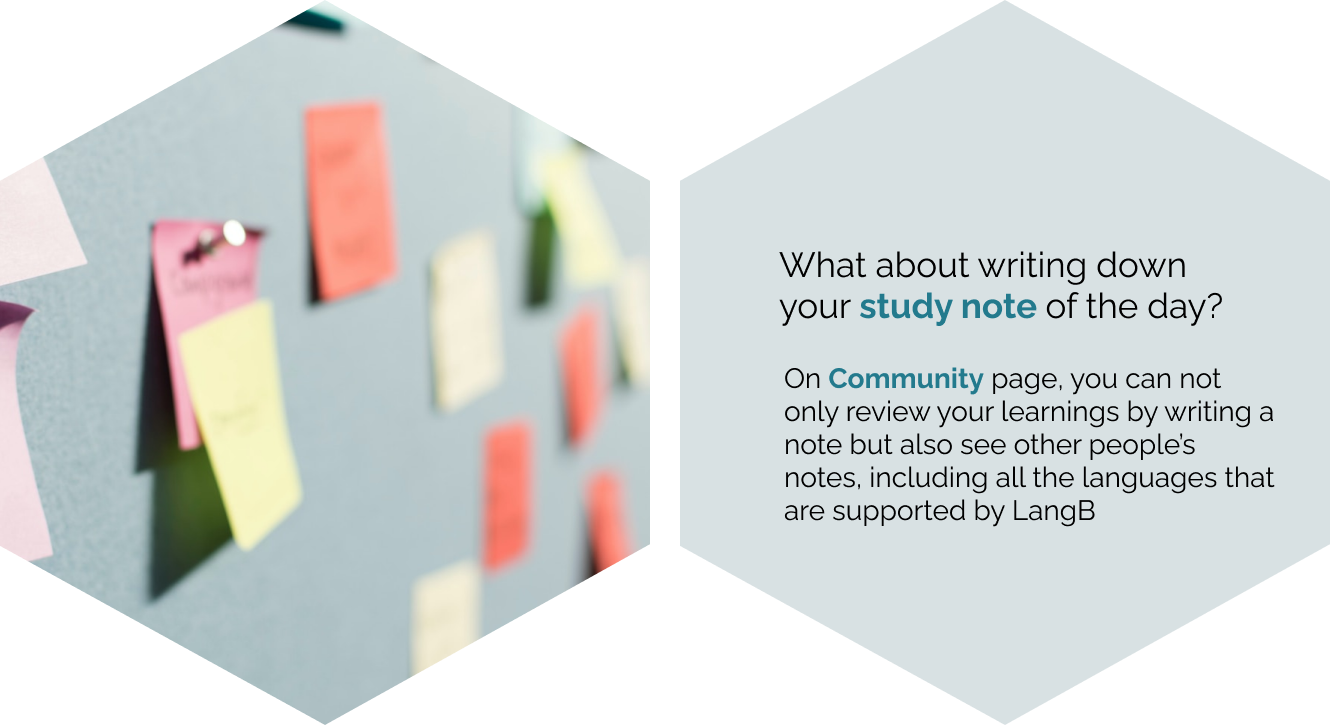 What about writing down
your study note of the day?
On Community page, you can not
only review your learnings by writing a
note but also see other people's
notes, including all the languages that
are supported by LangB